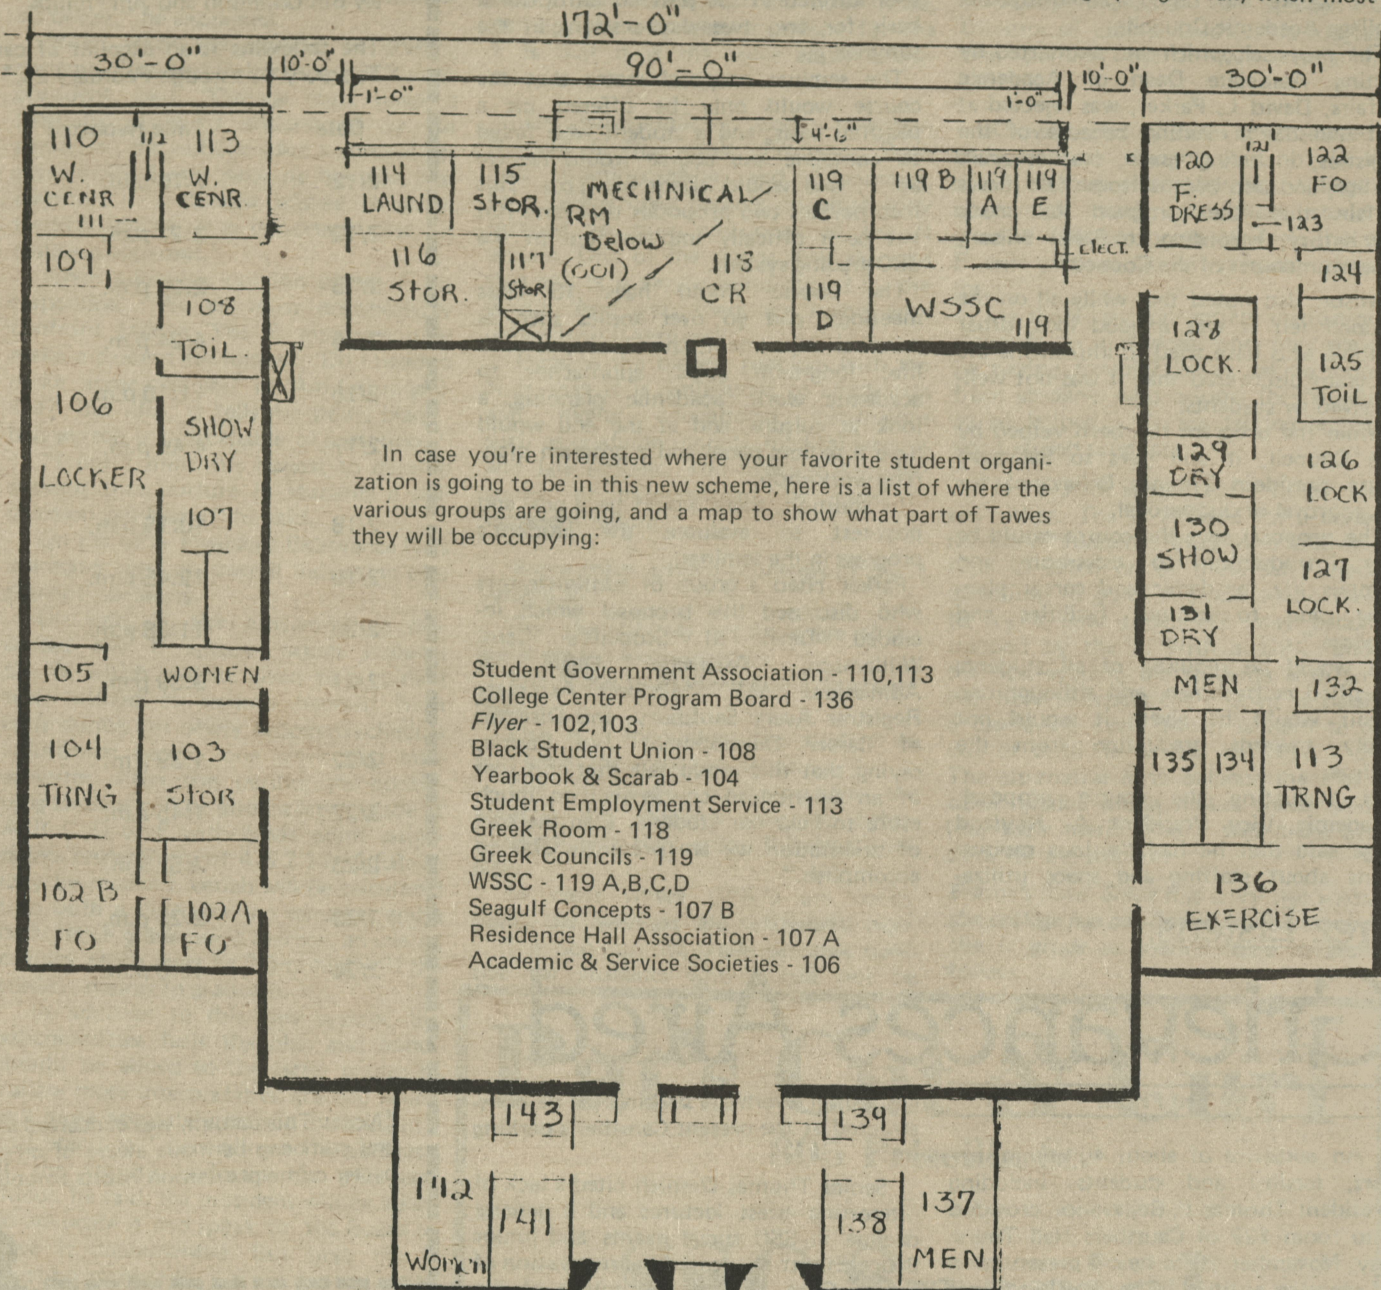 when most
172'-0"
30'-0" 10'-0" 90'-0" 10'-0" 30'-0"
1'-0" 1'-0"
4'-6"
110 112 113
W. CENR W. CENR.
111
109
108
TOIL.
106
LOCKER
SHOW
DRY
107
105 WOMEN
104 103
TRNG STOR
102 B 102A
FO FO
114 115
LAUND STOR.
116 117
STOR. STOR
MECHNICAL
RM
Below
(001)
118
CR
119
C
119
D
119 B 119
A
119
E
ELECT.
WSSC
119
120 121 122
F. DRESS FO
123
124
128
LOCK.
125
TOIL
129
DRY
126
LOCK
130
SHOW
127
LOCK.
131
DRY
MEN 132
135 134 113
TRNG
136
EXERCISE
In case you're interested where your favorite student organi-
zation is going to be in this new scheme, here is a list of where the
various groups are going, and a map to show what part of Tawes
they will be occupying:
Student Government Association - 110,113
College Center Program Board - 136
Flyer - 102,103
Black Student Union - 108
Yearbook & Scarab - 104
Student Employment Service - 113
Greek Room - 118
Greek Councils - 119
WSSC - 119 A,B,C,D
Seagulf Concepts - 107 B
Residence Hall Association - 107 A
Academic & Service Societies - 106
143 139
142 141 138 137
Women MEN